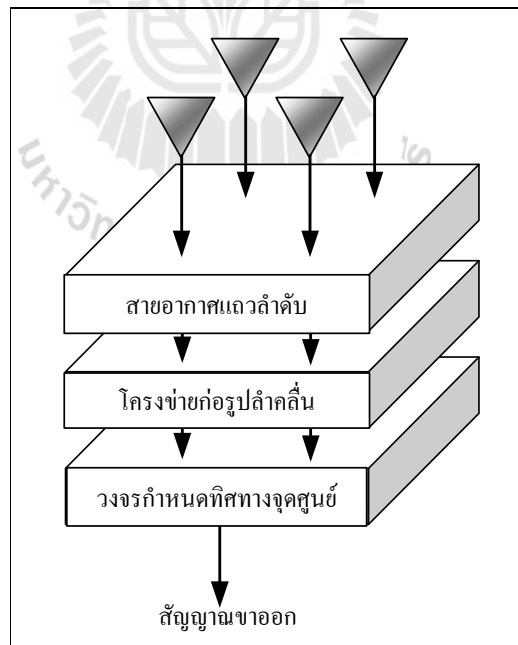 สายอากาศแถวลำดับ
โครงข่ายก่อรูปลำคลื่น
วงจรกำหนดทิศทางจุดศูนย์
สัญญาณขาออก